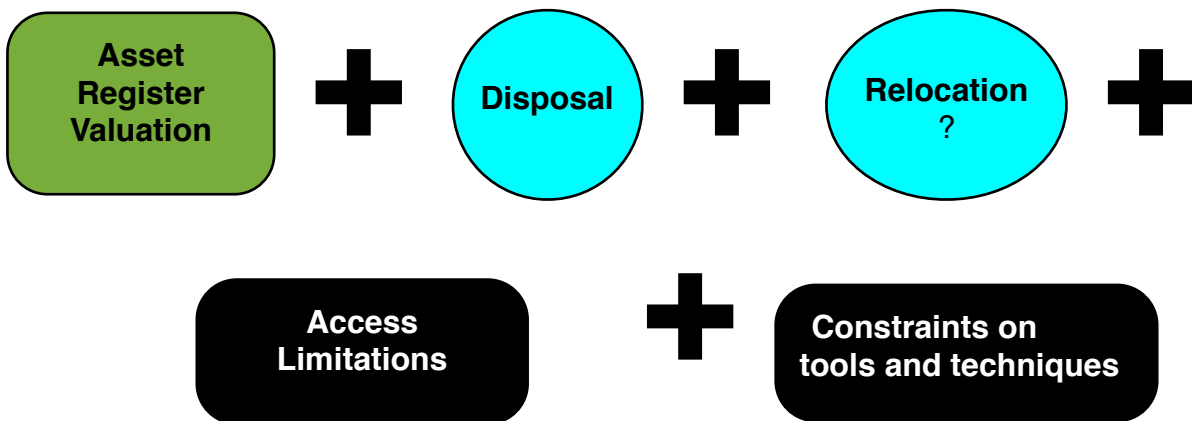 Asset
Register
Valuation
Disposal
Relocation
?
Access
Limitations
Constraints on
tools and techniques